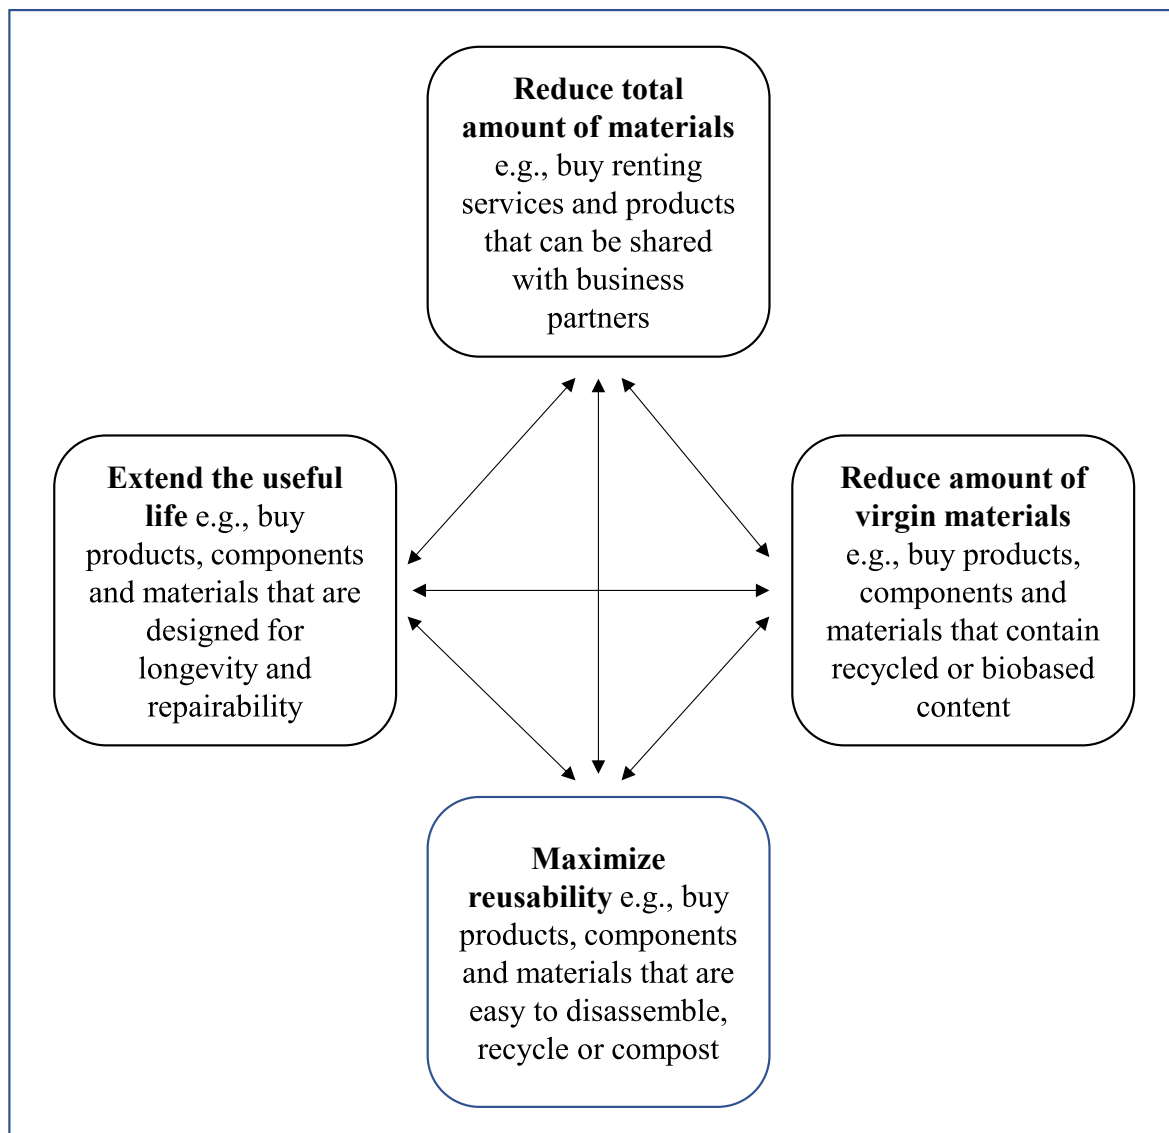 Reduce total
amount of materials
e.g., buy renting
services and products
that can be shared
with business
partners
Extend the useful
life e.g., buy
products, components
and materials that are
designed for
longevity and
repairability
Reduce amount of
virgin materials
e.g., buy products,
components and
materials that contain
recycled or biobased
content
Maximize
reusability e.g., buy
products, components
and materials that are
easy to disassemble,
recycle or compost